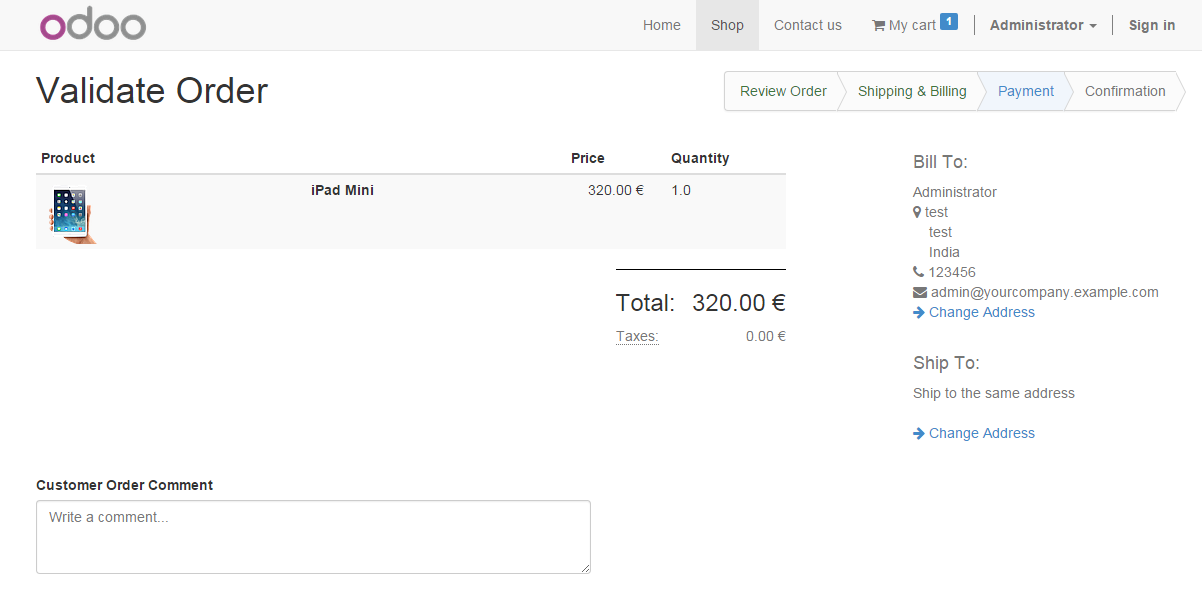 odoo
Home Shop Contact us My cart 1 Administrator Sign in
Validate Order
Review Order Shipping & Billing Payment Confirmation
Product Price Quantity
iPad Mini 320.00 € 1.0
Total: 320.00 €
Taxes: 0.00 €
Bill To:
Administrator
test
test
India
123456
admin@yourcompany.example.com
Change Address
Ship To:
Ship to the same address
Change Address
Customer Order Comment
Write a comment...